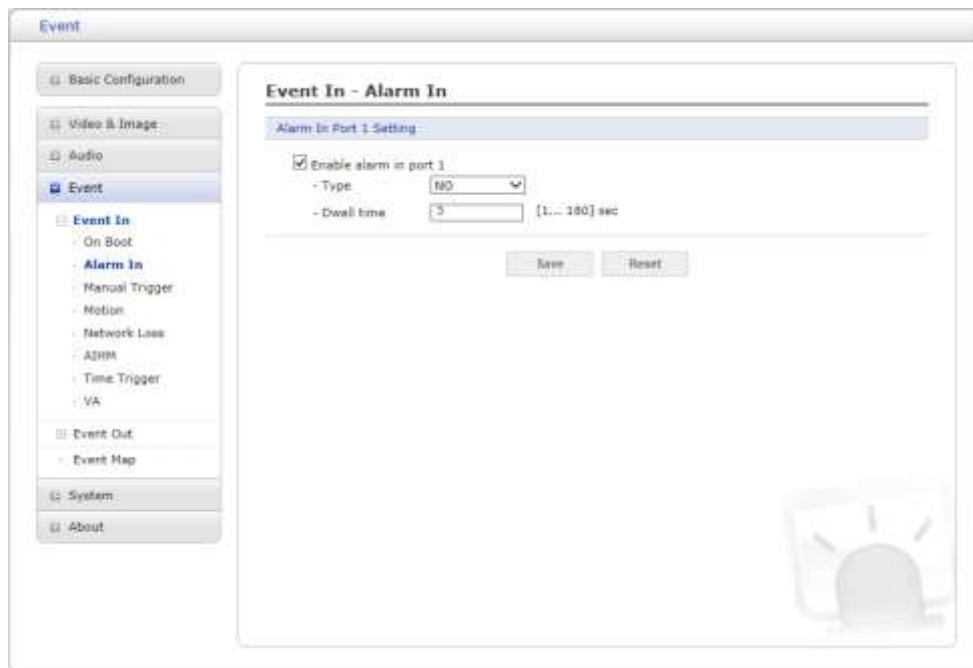 Event
Basic Configuration
Video & Image
Audio
Event
Event In
On Boot
Alarm In
Manual Trigger
Motion
Network Loss
Time Trigger
VA
Event Out
Event Map
System
About
Event In - Alarm In
Alarm In Port 1 Setting
Enable alarm in port 1
- Type NO
- Dwell time [1... 180] sec
Save Reset